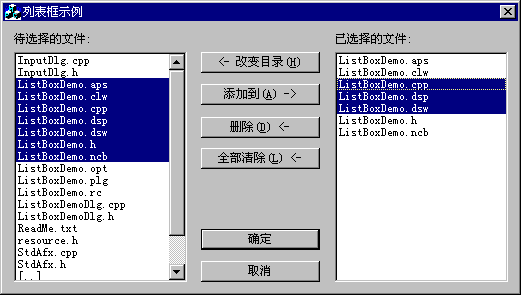 列表框示例
待选择的文件:
InputDlg.cpp
InputDlg.h
ListBoxDemo.aps
ListBoxDemo.clw
ListBoxDemo.cpp
ListBoxDemo.dsp
ListBoxDemo.dsw
ListBoxDemo.h
ListBoxDemo.ncb
ListBoxDemo.opt
ListBoxDemo.plg
ListBoxDemo.rc
ListBoxDemoDlg.cpp
ListBoxDemoDlg.h
ReadMe.txt
resource.h
StdAfx.cpp
StdAfx.h
[..]
<- 改变目录(H)
添加到(A) ->
删除(D) <-
全部清除(L) <-
确定
取消
已选择的文件:
ListBoxDemo.aps
ListBoxDemo.clw
ListBoxDemo.cpp
ListBoxDemo.dsp
ListBoxDemo.dsw
ListBoxDemo.h
ListBoxDemo.ncb